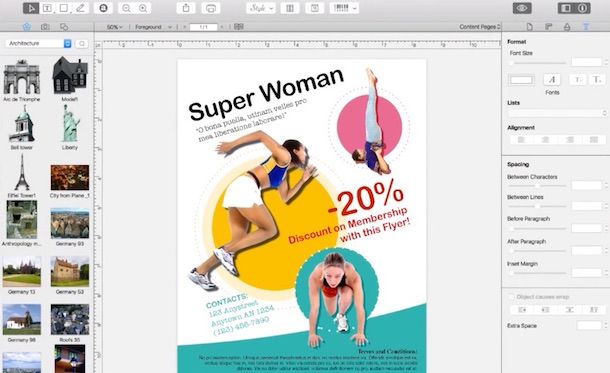 Style
50%
Foreground
1/1
Content Pages
Architecture
Arc de Triomphe
Model1
Bell tower
Liberty
Eiffel Tower1
City from Plane_1
Anthropology m...
Germany 93
Germany 13
Germany 53
Germany 98
Roofs 35
Super Woman
"O bona puella, utinam velles pro
mea liberatione laborare!"
-20%
Discount on Membership
with this Flyer!
CONTACTS:
123 Anystreet
Anytown AN 1234
(123) 456-7890
Terms and Conditions:
Format
Font Size
A
Fonts
Lists
Alignment
Spacing
Between Characters
Between Lines
Before Paragraph
After Paragraph
Inset Margin
Object causes wrap
Extra Space